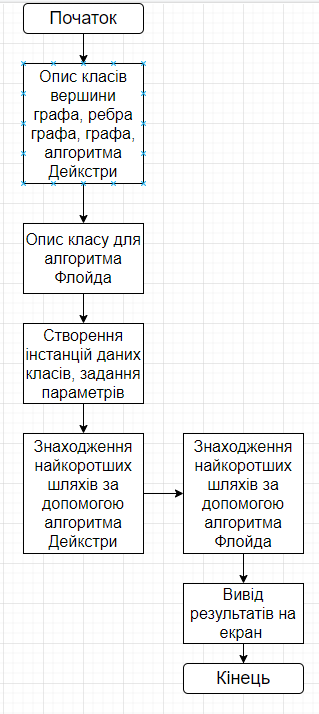 Початок
Опис класів
вершини
графа, ребра
графа, графа,
алгоритма
Дейкстри
Опис класу для
алгоритма
Флойда
Створення
інстанцій даних
класів, задання
параметрів
Знаходження
найкоротших
шляхів за
допомогою
алгоритма
Дейкстри
Знаходження
найкоротших
шляхів за
допомогою
алгоритма
Флойда
Вивід
результатів на
екран
Кінець